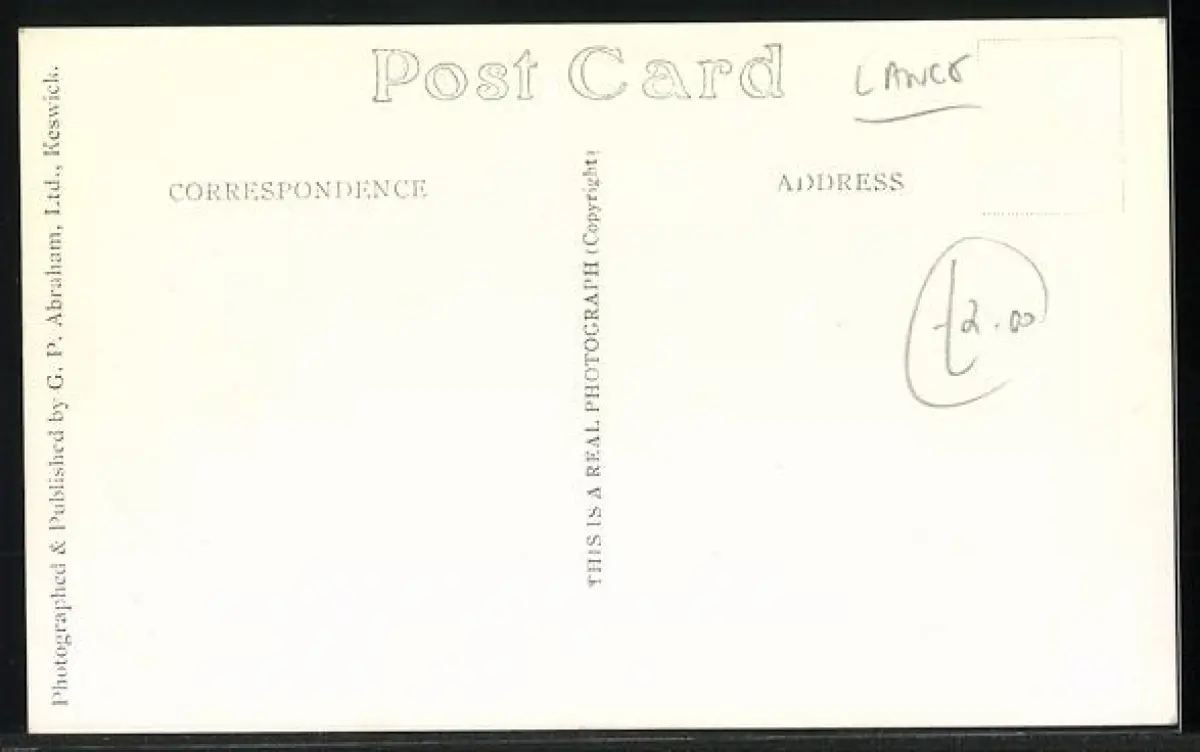 Post Card
LANCS
CORRESPONDENCE
ADDRESS
Photographed & Published by G. P. Abraham, Ltd., Keswick.
THIS IS A REAL PHOTOGRAPH (Copyright)
£2.00